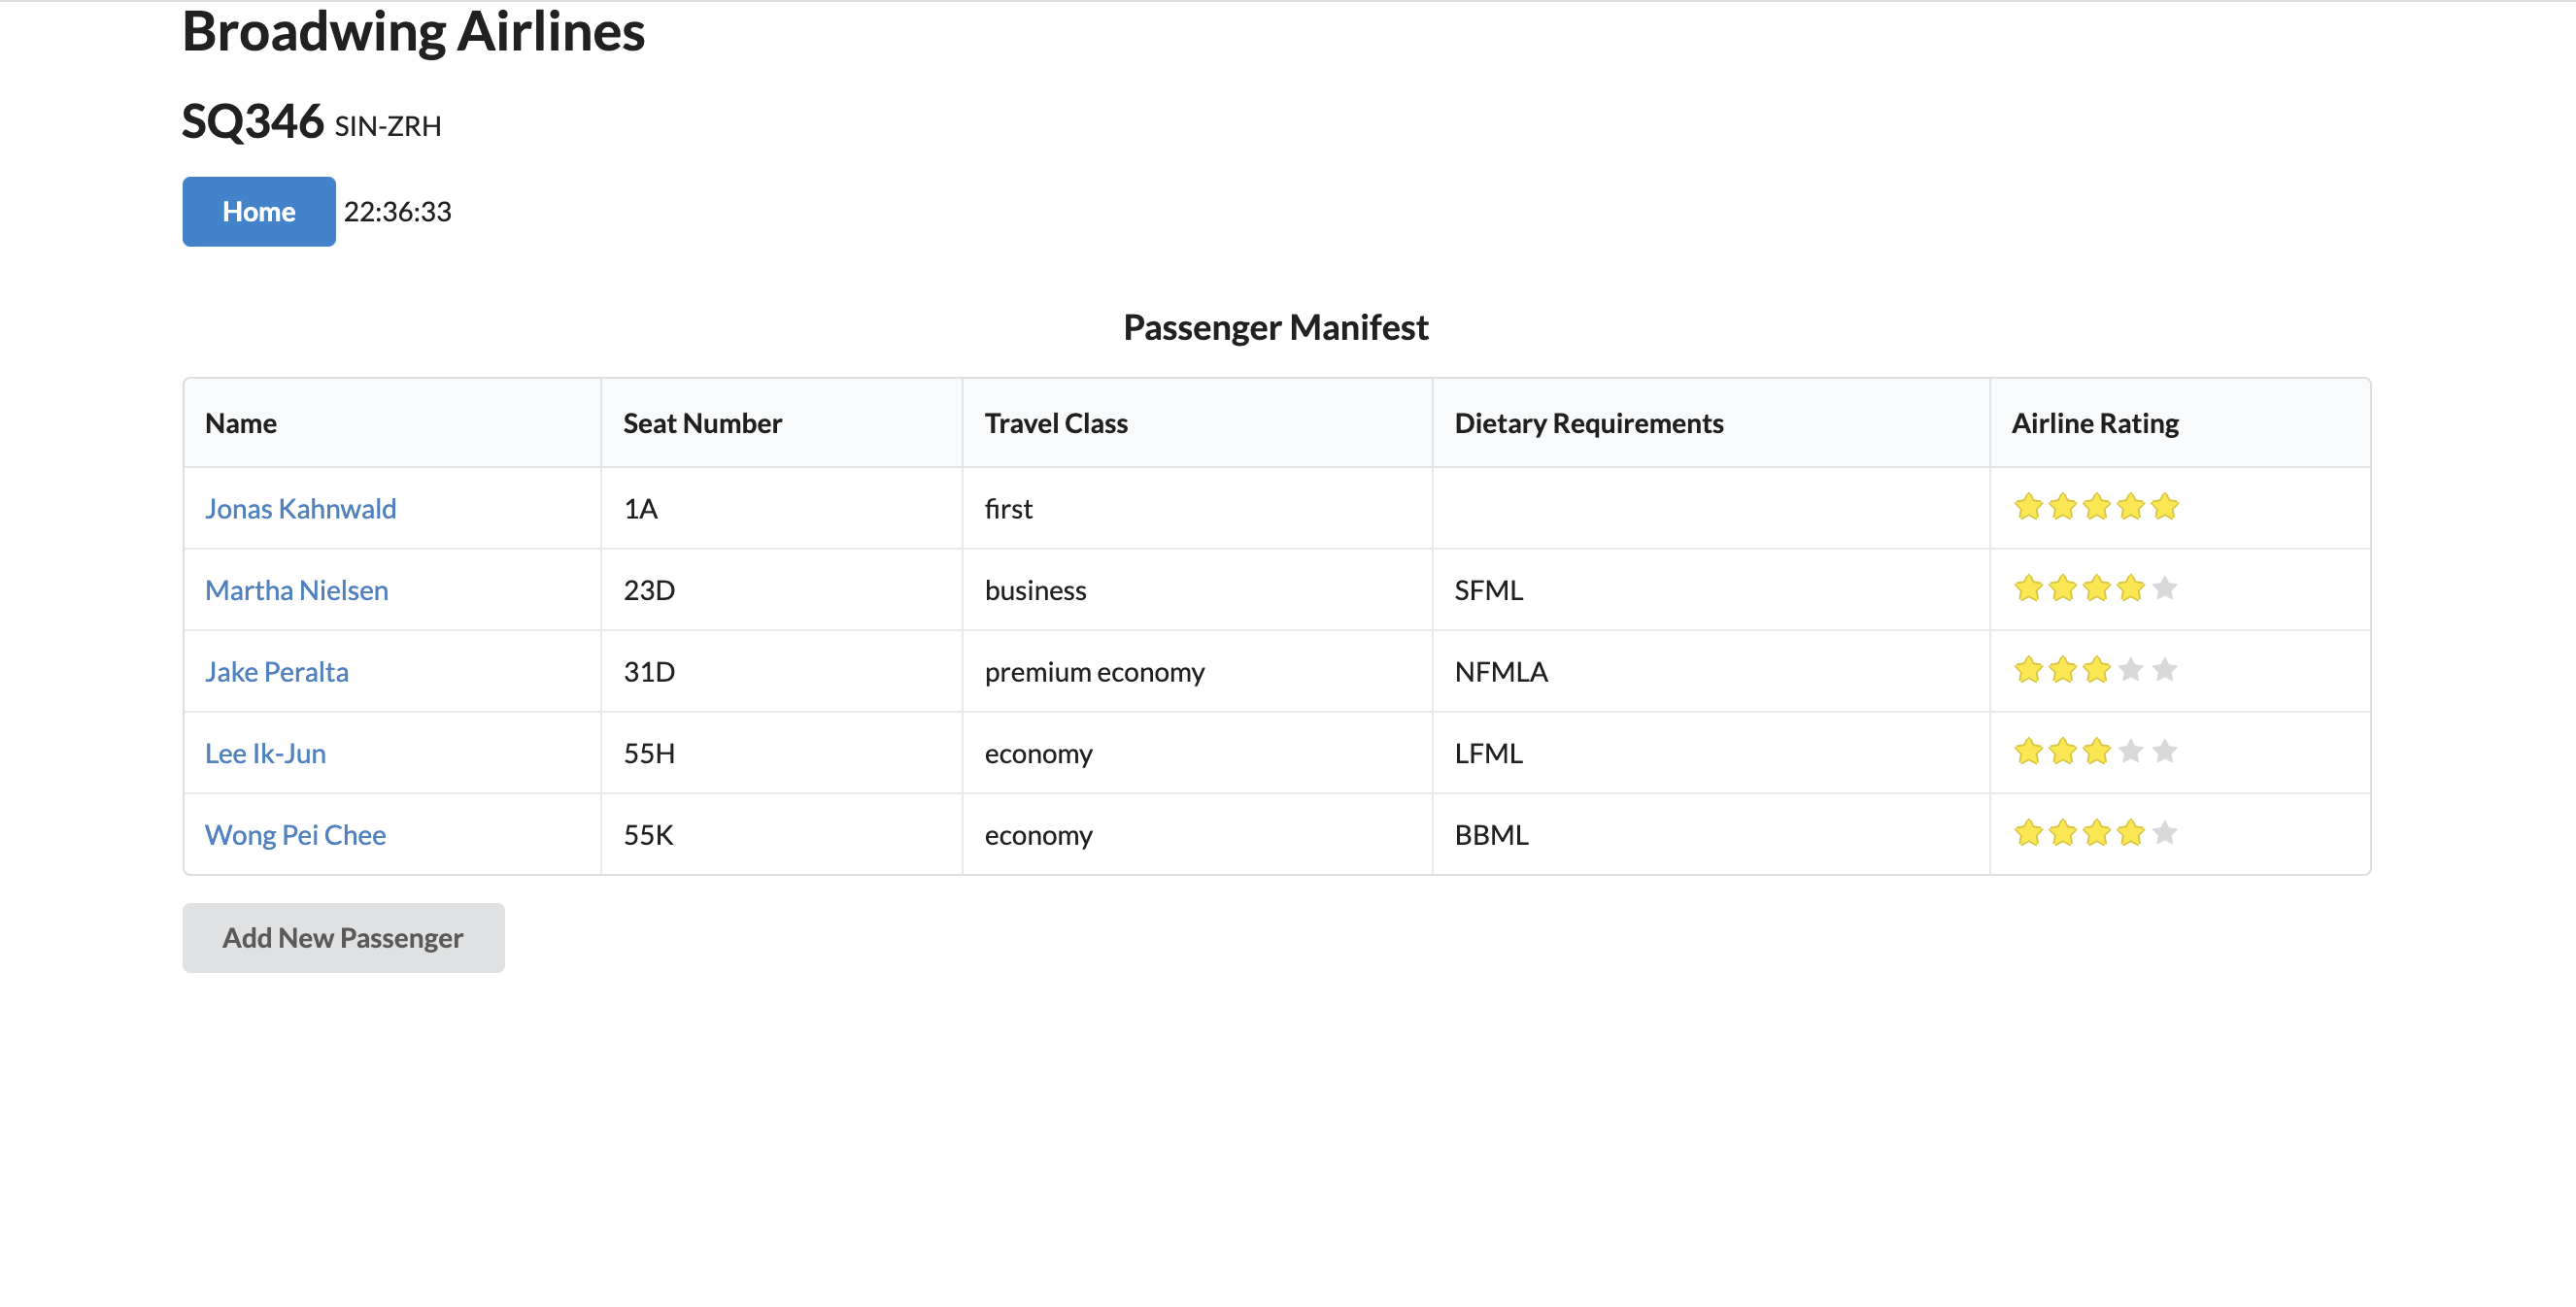 Broadwing Airlines
SQ346 SIN-ZRH
Home 22:36:33
Passenger Manifest
Name Seat Number Travel Class Dietary Requirements Airline Rating
Jonas Kahnwald 1A first
Martha Nielsen 23D business SFML
Jake Peralta 31D premium economy NFMLA
Lee Ik-Jun 55H economy LFML
Wong Pei Chee 55K economy BBML
Add New Passenger